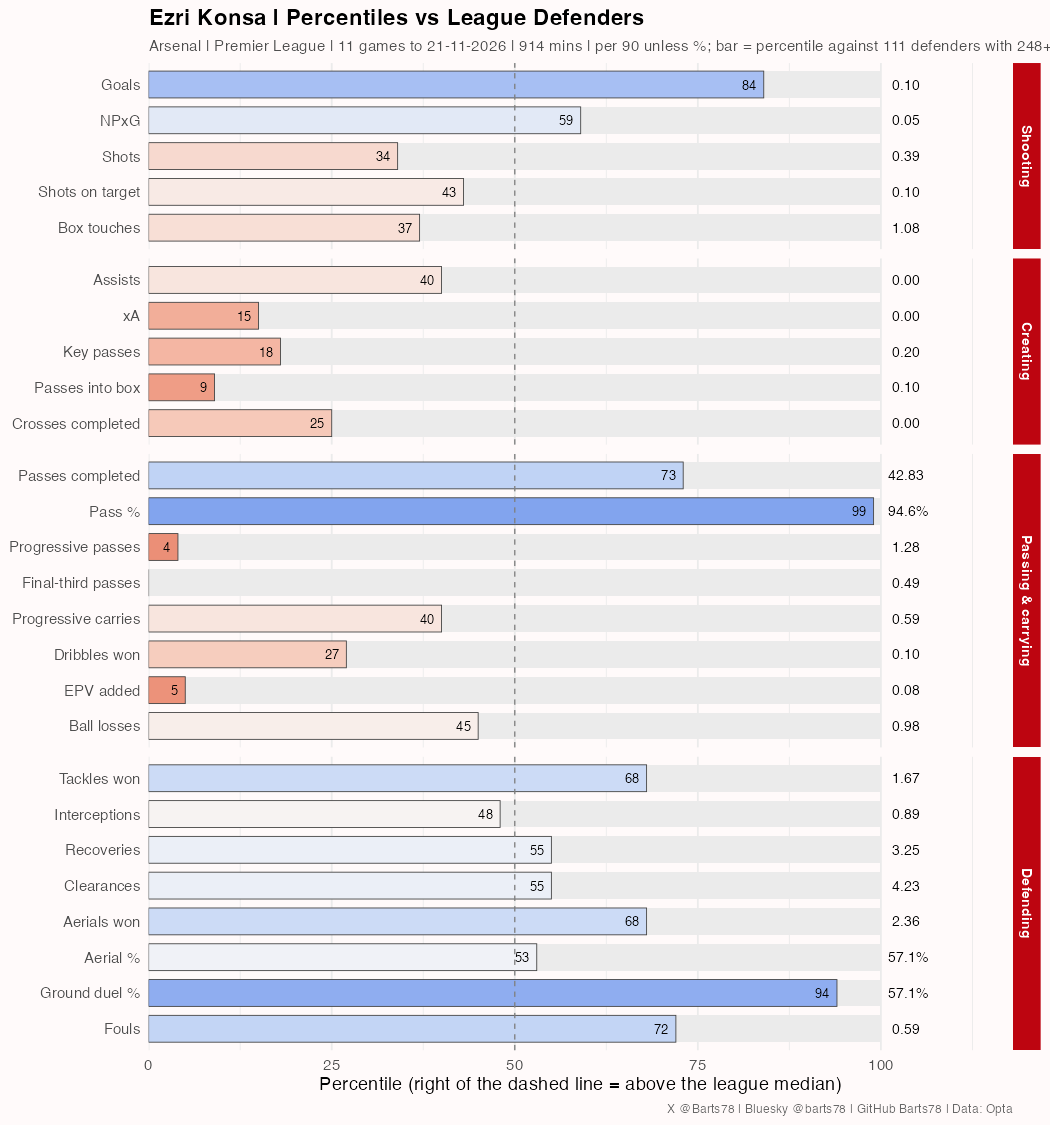 Ezri Konsa | Percentiles vs League Defenders
Arsenal | Premier League | 11 games to 21-11-2026 | 914 mins | per 90 unless %; bar = percentile against 111 defenders with 248+
Goals 84 0.10
NPxG 59 0.05
Shots 34 0.39
Shots on target 43 0.10
Box touches 37 1.08
Shooting
Assists 40 0.00
xA 15 0.00
Key passes 18 0.20
Passes into box 9 0.10
Crosses completed 25 0.00
Creating
Passes completed 73 42.83
Pass % 99 94.6%
Progressive passes 4 1.28
Final-third passes 0.49
Progressive carries 40 0.59
Dribbles won 27 0.10
EPV added 5 0.08
Ball losses 45 0.98
Passing & carrying
Tackles won 68 1.67
Interceptions 48 0.89
Recoveries 55 3.25
Clearances 55 4.23
Aerials won 68 2.36
Aerial % 53 57.1%
Ground duel % 94 57.1%
Fouls 72 0.59
Defending
0 25 50 75 100
Percentile (right of the dashed line = above the league median)
X @Barts78 | Bluesky @barts78 | GitHub Barts78 | Data: Opta